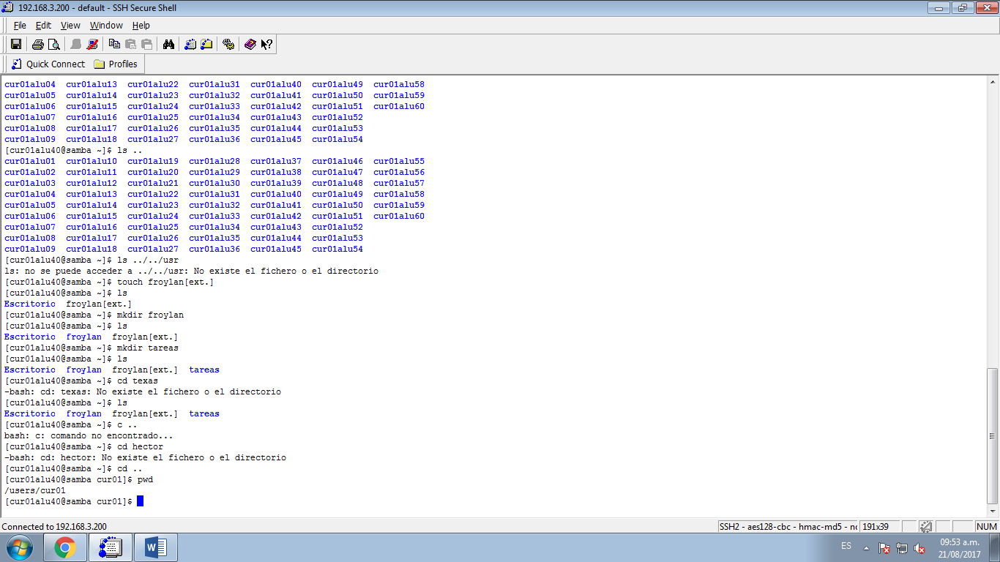 192.168.3.200 - default - SSH Secure Shell
File Edit View Window Help
Quick Connect Profiles
cur01alu04 cur01alu13 cur01alu22 cur01alu31 cur01alu40 cur01alu49 cur01alu58
cur01alu05 cur01alu14 cur01alu23 cur01alu32 cur01alu41 cur01alu50 cur01alu59
cur01alu06 cur01alu15 cur01alu24 cur01alu33 cur01alu42 cur01alu51 cur01alu60
cur01alu07 cur01alu16 cur01alu25 cur01alu34 cur01alu43 cur01alu52
cur01alu08 cur01alu17 cur01alu26 cur01alu35 cur01alu44 cur01alu53
cur01alu09 cur01alu18 cur01alu27 cur01alu36 cur01alu45 cur01alu54
[cur01alu40@samba ~]$ ls ..
cur01alu01 cur01alu10 cur01alu19 cur01alu28 cur01alu37 cur01alu46 cur01alu55
cur01alu02 cur01alu11 cur01alu20 cur01alu29 cur01alu38 cur01alu47 cur01alu56
cur01alu03 cur01alu12 cur01alu21 cur01alu30 cur01alu39 cur01alu48 cur01alu57
cur01alu04 cur01alu13 cur01alu22 cur01alu31 cur01alu40 cur01alu49 cur01alu58
cur01alu05 cur01alu14 cur01alu23 cur01alu32 cur01alu41 cur01alu50 cur01alu59
cur01alu06 cur01alu15 cur01alu24 cur01alu33 cur01alu42 cur01alu51 cur01alu60
cur01alu07 cur01alu16 cur01alu25 cur01alu34 cur01alu43 cur01alu52
cur01alu08 cur01alu17 cur01alu26 cur01alu35 cur01alu44 cur01alu53
cur01alu09 cur01alu18 cur01alu27 cur01alu36 cur01alu45 cur01alu54
[cur01alu40@samba ~]$ ls ../../usr
ls: no se puede acceder a ../../usr: No existe el fichero o el directorio
[cur01alu40@samba ~]$ touch froylan[ext.]
[cur01alu40@samba ~]$ ls
Escritorio froylan[ext.]
[cur01alu40@samba ~]$ mkdir froylan
[cur01alu40@samba ~]$ ls
Escritorio froylan froylan[ext.]
[cur01alu40@samba ~]$ mkdir tareas
[cur01alu40@samba ~]$ ls
Escritorio froylan froylan[ext.] tareas
[cur01alu40@samba ~]$ cd texas
-bash: cd: texas: No existe el fichero o el directorio
[cur01alu40@samba ~]$ ls
Escritorio froylan froylan[ext.] tareas
[cur01alu40@samba ~]$ c ..
bash: c: comando no encontrado...
[cur01alu40@samba ~]$ cd hector
-bash: cd: hector: No existe el fichero o el directorio
[cur01alu40@samba ~]$ cd ..
[cur01alu40@samba cur01]$ pwd
/users/cur01
[cur01alu40@samba cur01]$
Connected to 192.168.3.200 SSH2 - aes128-cbc - hmac-md5 - 191x39 NUM
ES 09:53 a.m.
21/08/2017